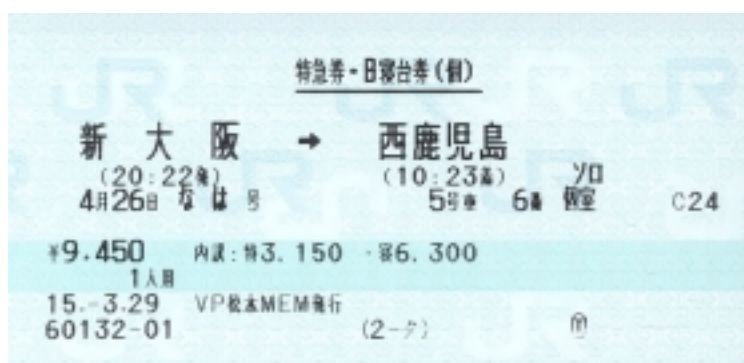 特急券・B寝台券(個)
新大阪 → 西鹿児島
(20:22発) (10:23着) ソロ
4月26日 なは 号 5号車 6番 個室 C24
¥9,450 内訳:特3,150・寝6,300
1人用
15.-3.29 VP松本MEM発行
60132-01 (2-タ)